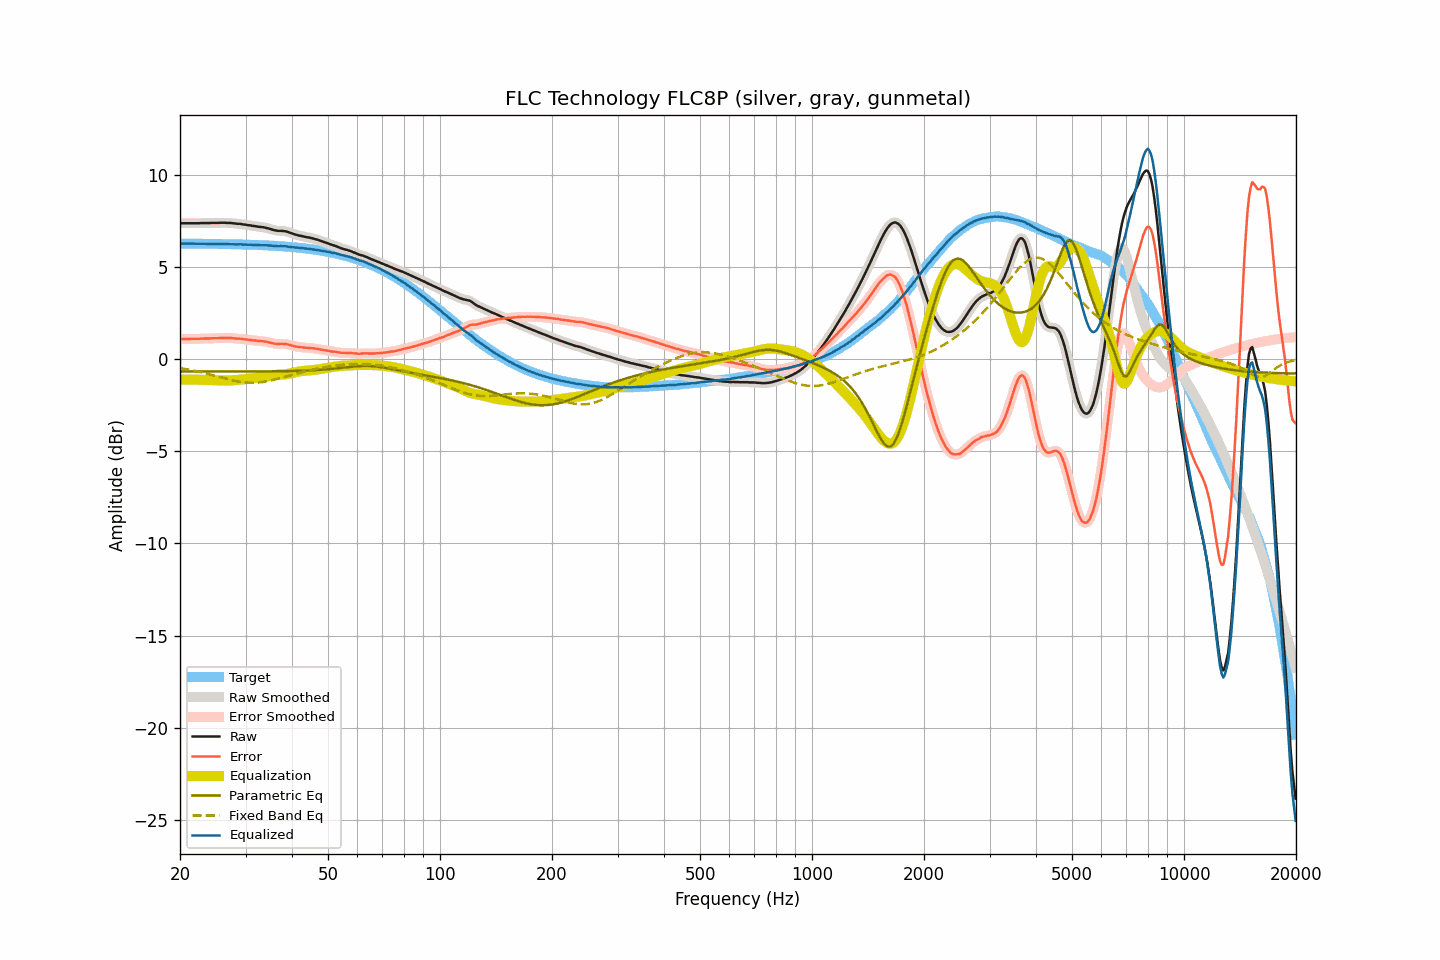 FLC Technology FLC8P (silver, gray, gunmetal)
Amplitude (dBr)
10
5
0
−5
−10
−15
−20
−25
Target
Raw Smoothed
Error Smoothed
Raw
Error
Equalization
Parametric Eq
Fixed Band Eq
Equalized
20 50 100 200 500 1000 2000 5000 10000 20000
Frequency (Hz)